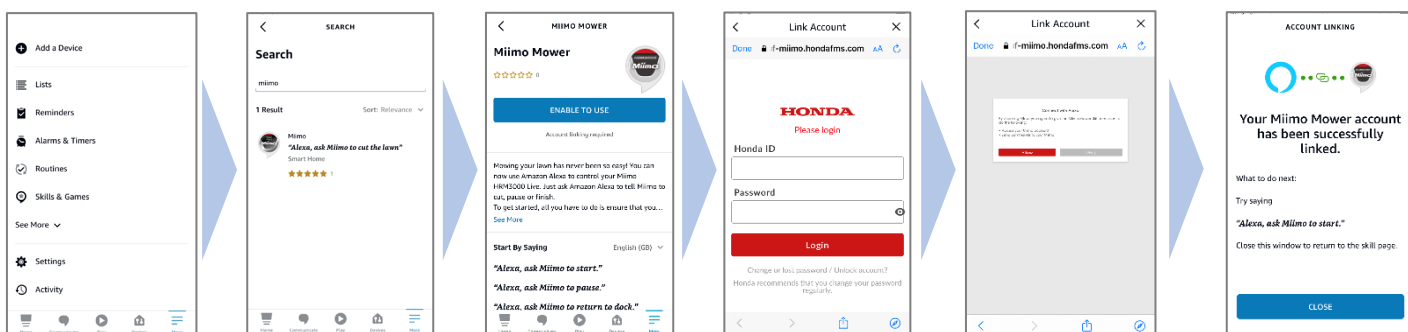 Add a Device
Lists
Reminders
Alarms & Timers
Routines
Skills & Games
See More
Settings
Activity
SEARCH
Search
miimo
1 Result
Sort: Relevance
Miimo
"Alexa, ask Miimo to cut the lawn"
Smart Home
1
Home Communicate Play Devices More
MIIMO MOWER
Miimo Mower
Miimo
0
ENABLE TO USE
Account linking required
Mowing your lawn has never been so easy! You can
now use Amazon Alexa to control your Miimo
HRM3000 Live. Just ask Amazon Alexa to tell Miimo to
cut, pause or finish.
To get started, all you have to do is ensure that you...
See More
Start By Saying
English (GB)
"Alexa, ask Miimo to start."
"Alexa, ask Miimo to pause."
"Alexa, ask Miimo to return to dock."
Link Account
Done
f-miimo.hondafms.com
AA
HONDA
Please login
Honda ID
Password
Login
Change or lost password / Unlock account?
Honda recommends that you change your password
regularly.
Link Account
Done
f-miimo.hondafms.com
AA
ACCOUNT LINKING
Your Miimo Mower account
has been successfully
linked.
What to do next:
Try saying
"Alexa, ask Miimo to start."
Close this window to return to the skill page.
CLOSE